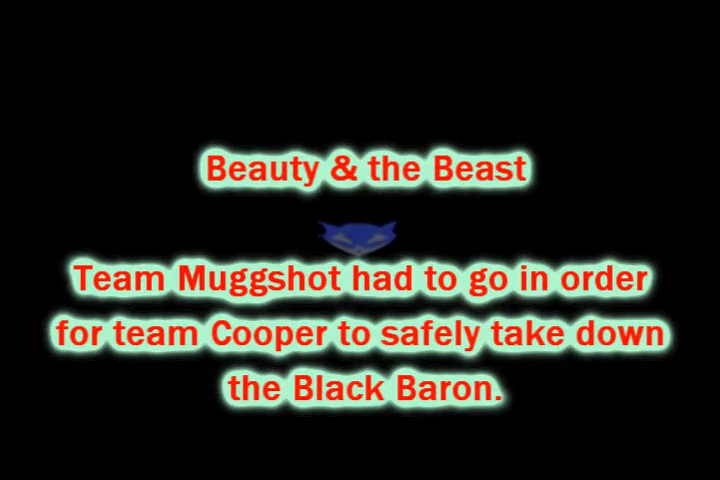 Beauty & the Beast
Team Muggshot had to go in order
for team Cooper to safely take down
the Black Baron.